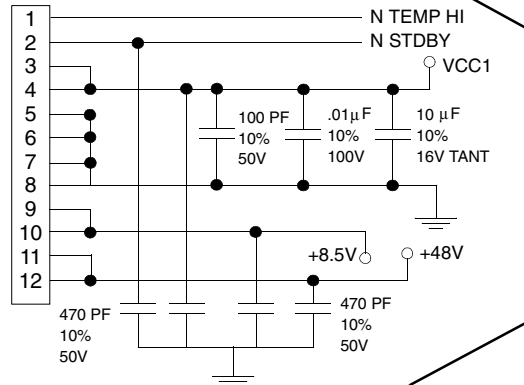 1
N TEMP HI
2
N STDBY
3
VCC1
4
5
100 PF
10%
50V
.01µF
10%
100V
10 µF
10%
16V TANT
6
7
8
9
10
11
+8.5V
+48V
12
470 PF
10%
50V
470 PF
10%
50V